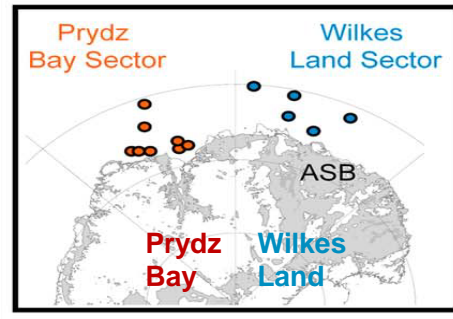 Prydz
Bay Sector
Wilkes
Land Sector
ASB
Prydz
Bay
Wilkes
Land